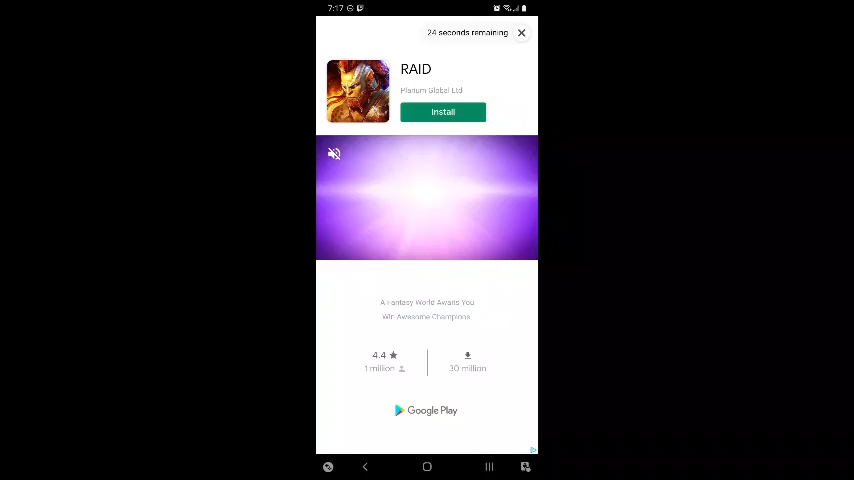 7:17
24 seconds remaining
RAID
Plarium Global Ltd
Install
A Fantasy World Awaits You
Win Awesome Champions
4.4
1 million
30 million
Google Play